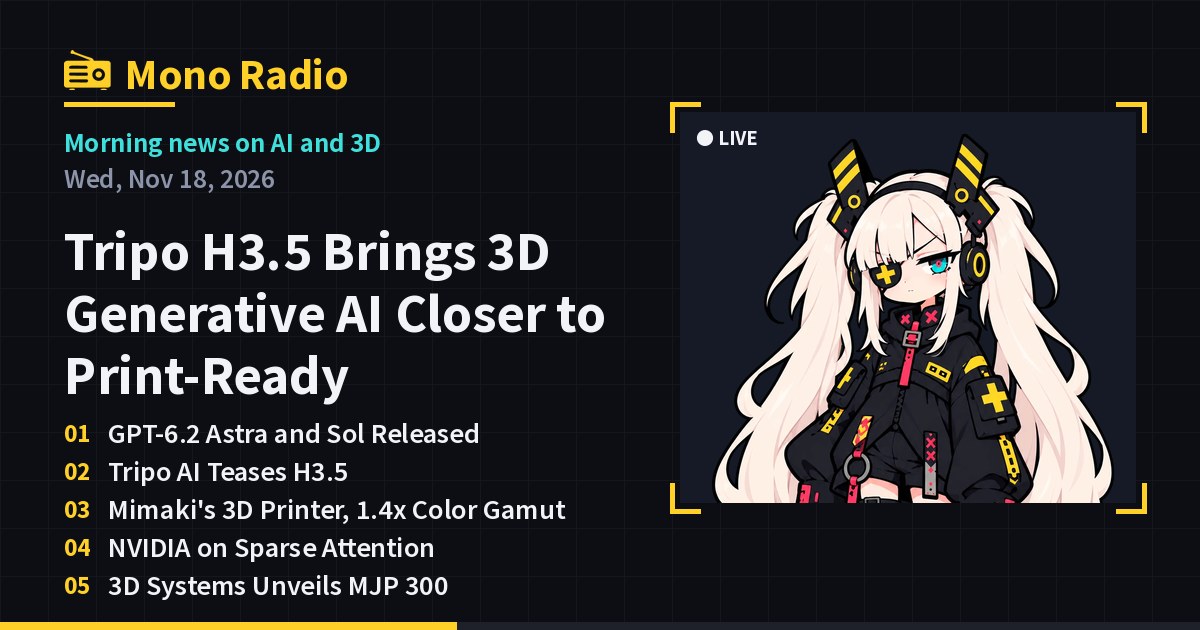 Mono Radio
Morning news on AI and 3D
Wed, Nov 18, 2026
Tripo H3.5 Brings 3D
Generative AI Closer to
Print-Ready
01 GPT-6.2 Astra and Sol Released
02 Tripo AI Teases H3.5
03 Mimaki's 3D Printer, 1.4x Color Gamut
04 NVIDIA on Sparse Attention
05 3D Systems Unveils MJP 300
LIVE